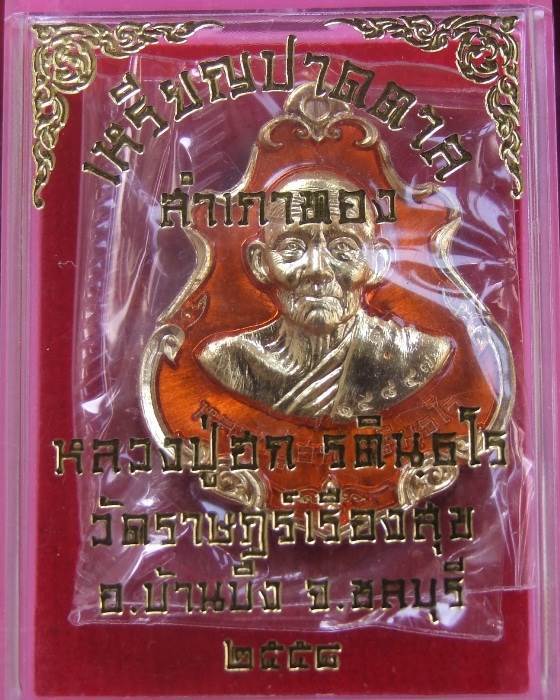 เหรียญปาดตาล
สำเภาทอง
หลวงปู่ฮก รตินฺธโร
วัดราษฎร์เรืองสุข
อ.บ้านบึง จ.ชลบุรี
๒๕๕๘